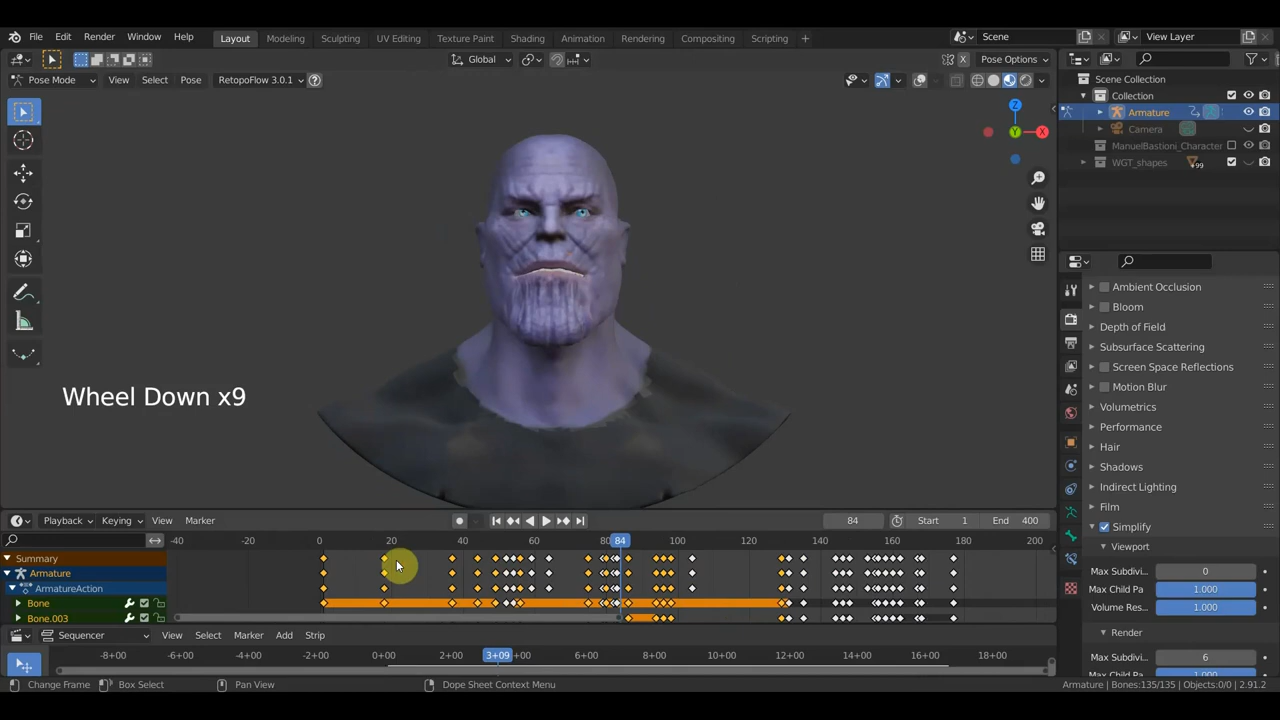 File Edit Render Window Help Layout Modeling Sculpting UV Editing Texture Paint Shading Animation Rendering Compositing Scripting + Scene View Layer
Global Pose Options
Pose Mode View Select Pose RetopoFlow 3.0.1 ?
Scene Collection
Collection
Armature
Camera
ManuelBastioni_Character
WGT_shapes +99
Z
Y
X
Ambient Occlusion
Bloom
Depth of Field
Subsurface Scattering
Screen Space Reflections
Motion Blur
Volumetrics
Performance
Hair
Shadows
Indirect Lighting
Film
Simplify
Viewport
Max Subdivi... 0
Max Child Pa 1.000
Volume Res... 1.000
Render
Max Subdivi... 6
Max Child Pa 1.000
Wheel Down x9
Playback Keying View Marker 84 Start 1 End 400
-40 -20 0 20 40 60 80 84 100 120 140 160 180 200
Summary
Armature
ArmatureAction
Bone
Bone.003
Sequencer View Select Marker Add Strip
-8+00 -6+00 -4+00 -2+00 0+00 2+00 3+09 +00 6+00 8+00 10+00 12+00 14+00 16+00 18+00
Change Frame Box Select Pan View Dope Sheet Context Menu Armature | Bones:135/135 | Objects:0/0 | 2.91.2